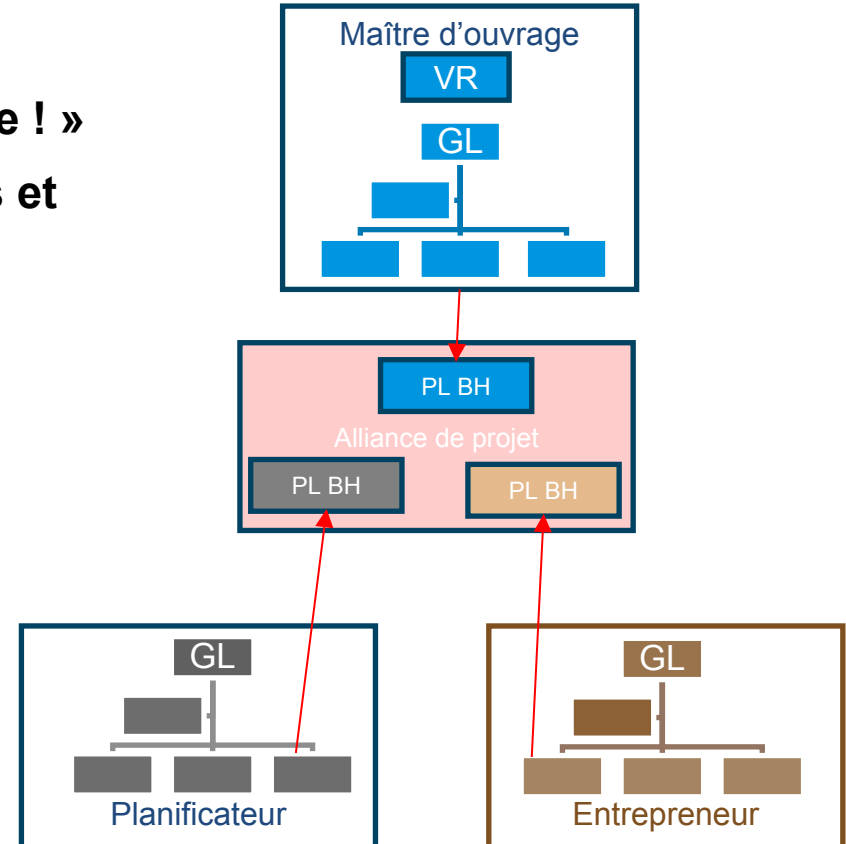 e ! »
s et
Maître d’ouvrage
VR
GL
PL BH
Alliance de projet
PL BH
PL BH
GL
Planificateur
GL
Entrepreneur